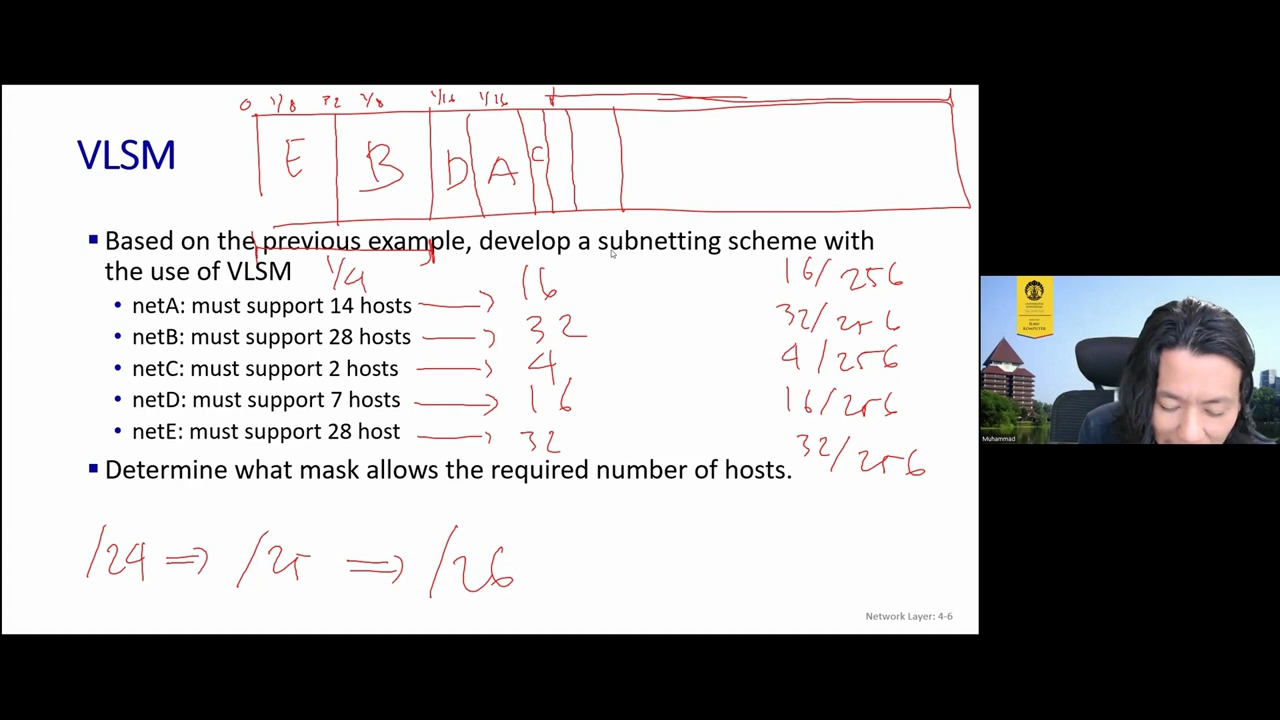 0 1/8 32 1/8 1/16 1/16
E B D A C
VLSM
▪ Based on the previous example, develop a subnetting scheme with
the use of VLSM
1/4
16/256
• netA: must support 14 hosts → 16
• netB: must support 28 hosts → 32
32/256
• netC: must support 2 hosts → 4
4/256
• netD: must support 7 hosts → 16
16/256
• netE: must support 28 host → 32
32/256
▪ Determine what mask allows the required number of hosts.
/24 ⇒ /25 ⇒ /26
Network Layer: 4-6
Muhammad